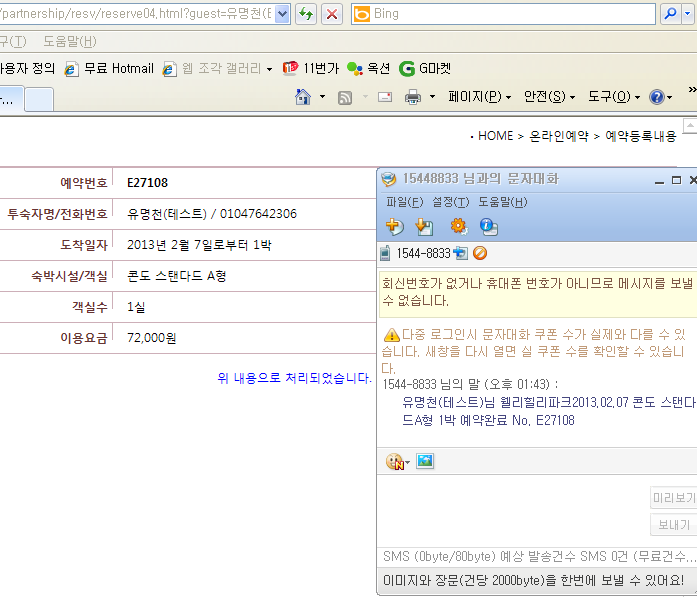 /partnership/resv/reserve04.html?guest=유명천(E
Bing
구(T) 도움말(H)
사용자 정의 무료 Hotmail 웹 조각 갤러리 11번가 옥션 G마켓
페이지(P) 안전(S) 도구(O)
· HOME > 온라인예약 > 예약등록내용
예약번호 E27108
투숙자명/전화번호 유명천(테스트) / 01047642306
도착일자 2013년 2월 7일로부터 1박
숙박시설/객실 콘도 스탠다드 A형
객실수 1실
이용요금 72,000원
위 내용으로 처리되었습니다.
15448833 님과의 문자대화
파일(F) 설정(T) 도움말(H)
1544-8833
회신번호가 없거나 휴대폰 번호가 아니므로 메시지를 보낼
수 없습니다.
다중 로그인시 문자대화 쿠폰 수가 실제와 다를 수 있
습니다. 새창을 다시 열면 실 쿠폰 수를 확인할 수 있습니
다.
1544-8833 님의 말 (오후 01:43) :
유명천(테스트)님 웰리힐리파크2013.02.07 콘도 스탠다
드A형 1박 예약완료 No. E27108
미리보기
보내기
SMS (0byte/80byte) 예상 발송건수 SMS 0건 (무료건수...
이미지와 장문(건당 2000byte)을 한번에 보낼 수 있어요!